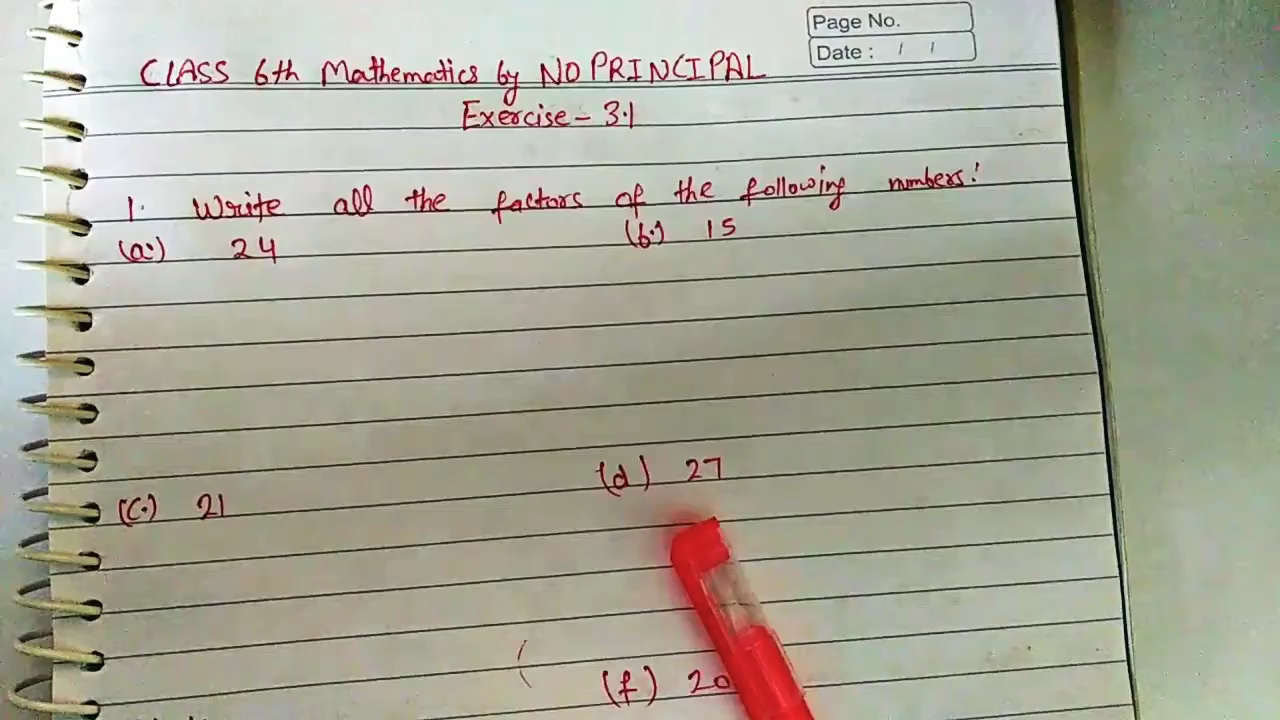 Page No.
Date : / /
CLASS 6th Mathematics by NO PRINCIPAL
Exercise - 3.1
1. Write all the factors of the following numbers:
(a.) 24 (b.) 15
(c.) 21 (d) 27
(f) 20